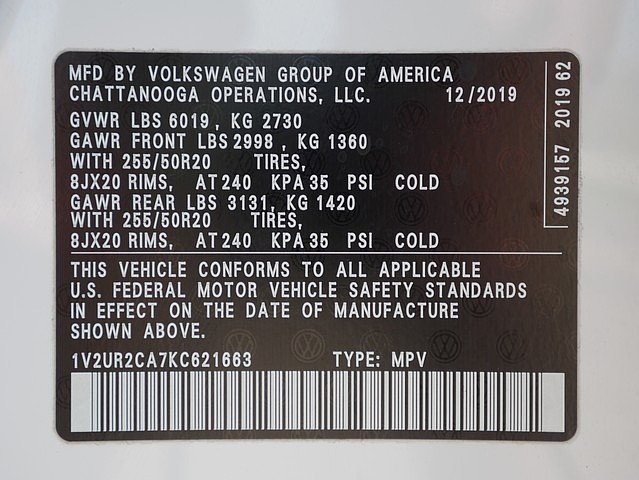 MFD BY VOLKSWAGEN GROUP OF AMERICA
CHATTANOOGA OPERATIONS, LLC. 12/2019
GVWR LBS 6019, KG 2730
GAWR FRONT LBS 2998, KG 1360
WITH 255/50R20 TIRES,
8JX20 RIMS, AT 240 KPA 35 PSI COLD
GAWR REAR LBS 3131, KG 1420
WITH 255/50R20 TIRES,
8JX20 RIMS, AT 240 KPA 35 PSI COLD
THIS VEHICLE CONFORMS TO ALL APPLICABLE
U.S. FEDERAL MOTOR VEHICLE SAFETY STANDARDS
IN EFFECT ON THE DATE OF MANUFACTURE
SHOWN ABOVE.
1V2UR2CA7KC621663 TYPE: MPV
4939157 2019 62